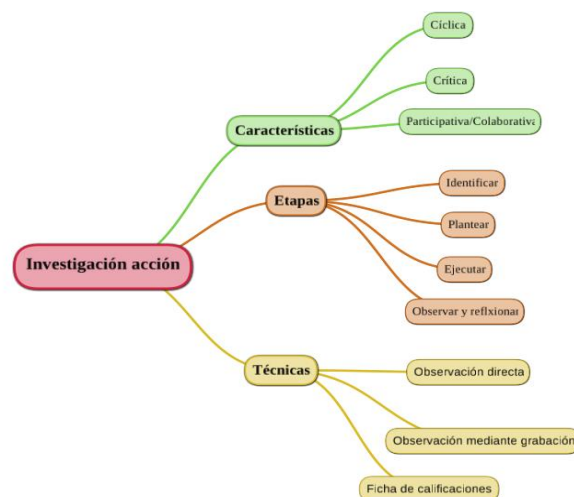 Investigación acción
Características
Cíclica
Crítica
Participativa/Colaborativa
Etapas
Identificar
Plantear
Ejecutar
Observar y reflxionar
Técnicas
Observación directa
Observación mediante grabación
Ficha de calificaciones